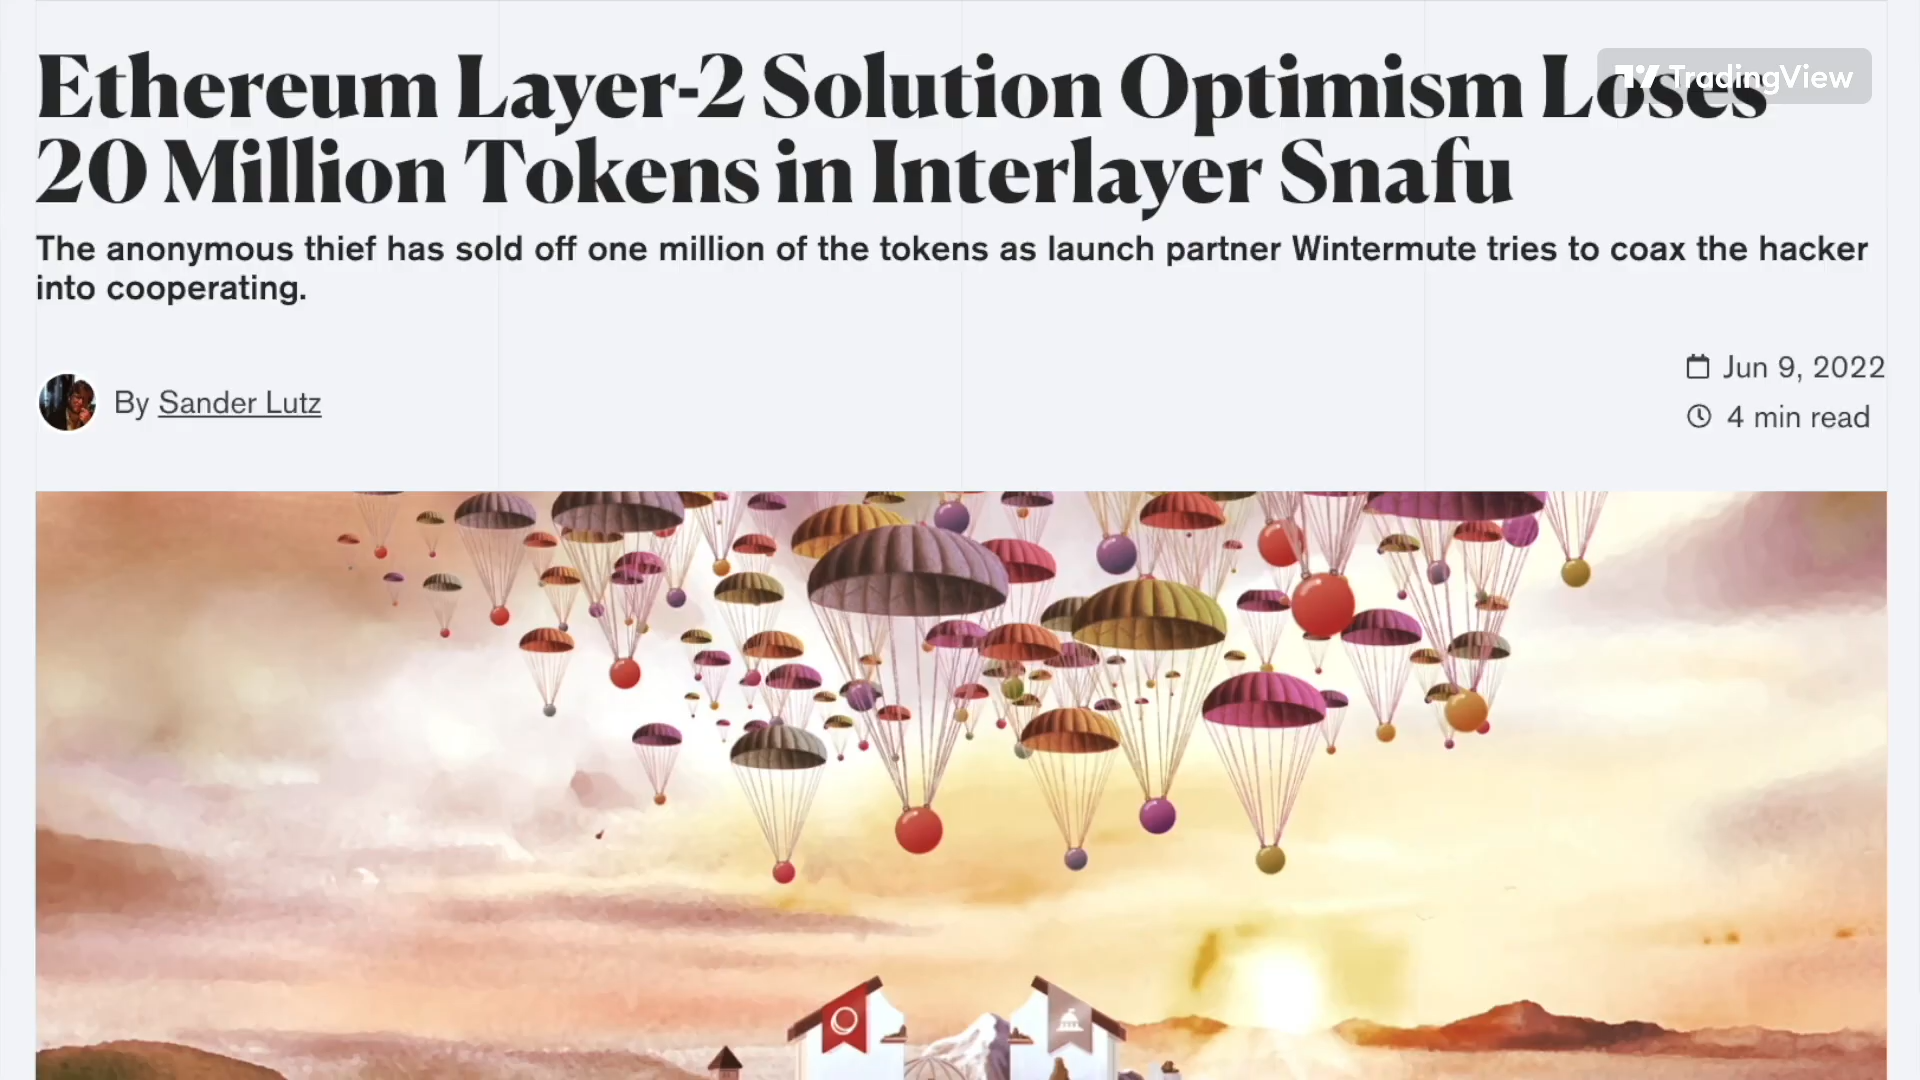 Ethereum Layer-2 Solution Optimism Loses
TradingView
20 Million Tokens in Interlayer Snafu
The anonymous thief has sold off one million of the tokens as launch partner Wintermute tries to coax the hacker
into cooperating.
Jun 9, 2022
By Sander Lutz
4 min read